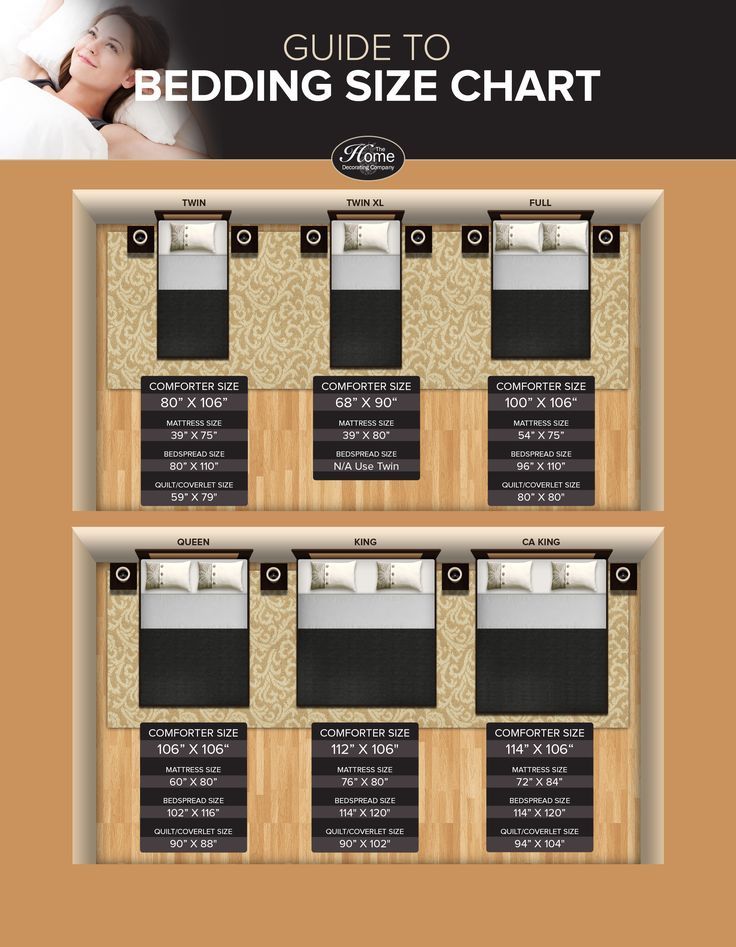 GUIDE TO
BEDDING SIZE CHART
The
Home
Decorating Company
TWIN
TWIN XL
FULL
COMFORTER SIZE
80” X 106”
MATTRESS SIZE
39” X 75”
BEDSPREAD SIZE
80” X 110”
QUILT/COVERLET SIZE
59” X 79”
COMFORTER SIZE
68” X 90“
MATTRESS SIZE
39” X 80”
BEDSPREAD SIZE
N/A Use Twin
COMFORTER SIZE
100” X 106“
MATTRESS SIZE
54” X 75”
BEDSPREAD SIZE
96” X 110”
QUILT/COVERLET SIZE
80” X 80”
QUEEN
KING
CA KING
COMFORTER SIZE
106” X 106“
MATTRESS SIZE
60” X 80”
BEDSPREAD SIZE
102” X 116”
QUILT/COVERLET SIZE
90” X 88"
COMFORTER SIZE
112” X 106"
MATTRESS SIZE
76” X 80”
BEDSPREAD SIZE
114” X 120”
QUILT/COVERLET SIZE
90” X 102”
COMFORTER SIZE
114” X 106“
MATTRESS SIZE
72” X 84”
BEDSPREAD SIZE
114” X 120”
QUILT/COVERLET SIZE
94” X 104"